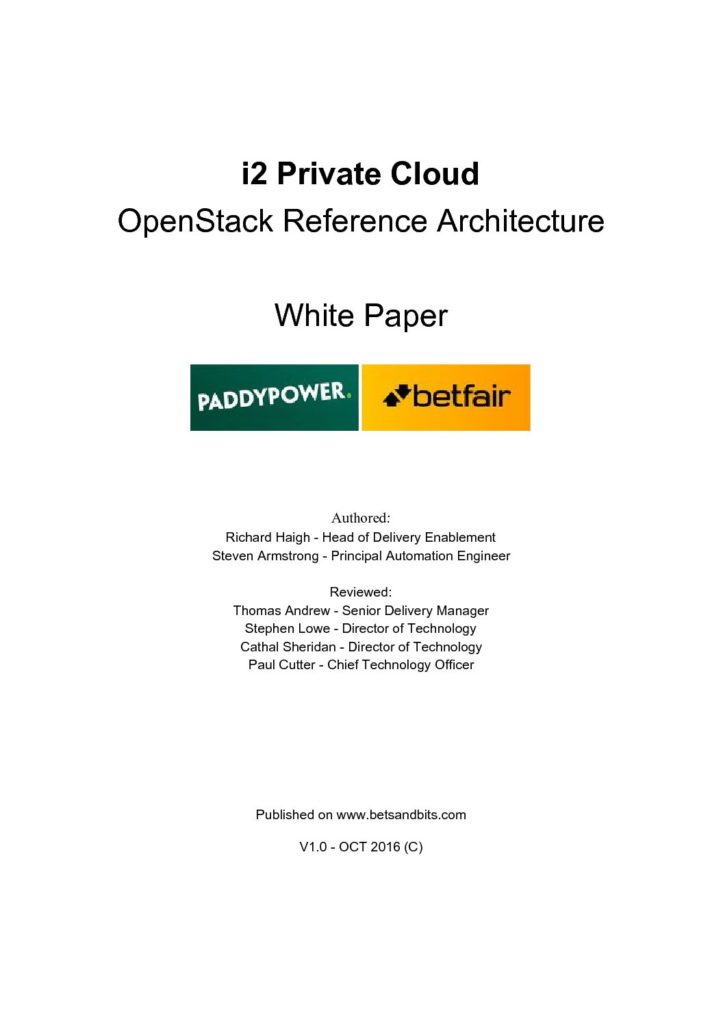 i2 Private Cloud
OpenStack Reference Architecture
White Paper
PADDYPOWER.
betfair
Authored:
Richard Haigh - Head of Delivery Enablement
Steven Armstrong - Principal Automation Engineer
Reviewed:
Thomas Andrew - Senior Delivery Manager
Stephen Lowe - Director of Technology
Cathal Sheridan - Director of Technology
Paul Cutter - Chief Technology Officer
Published on www.betsandbits.com
V1.0 - OCT 2016 (C)